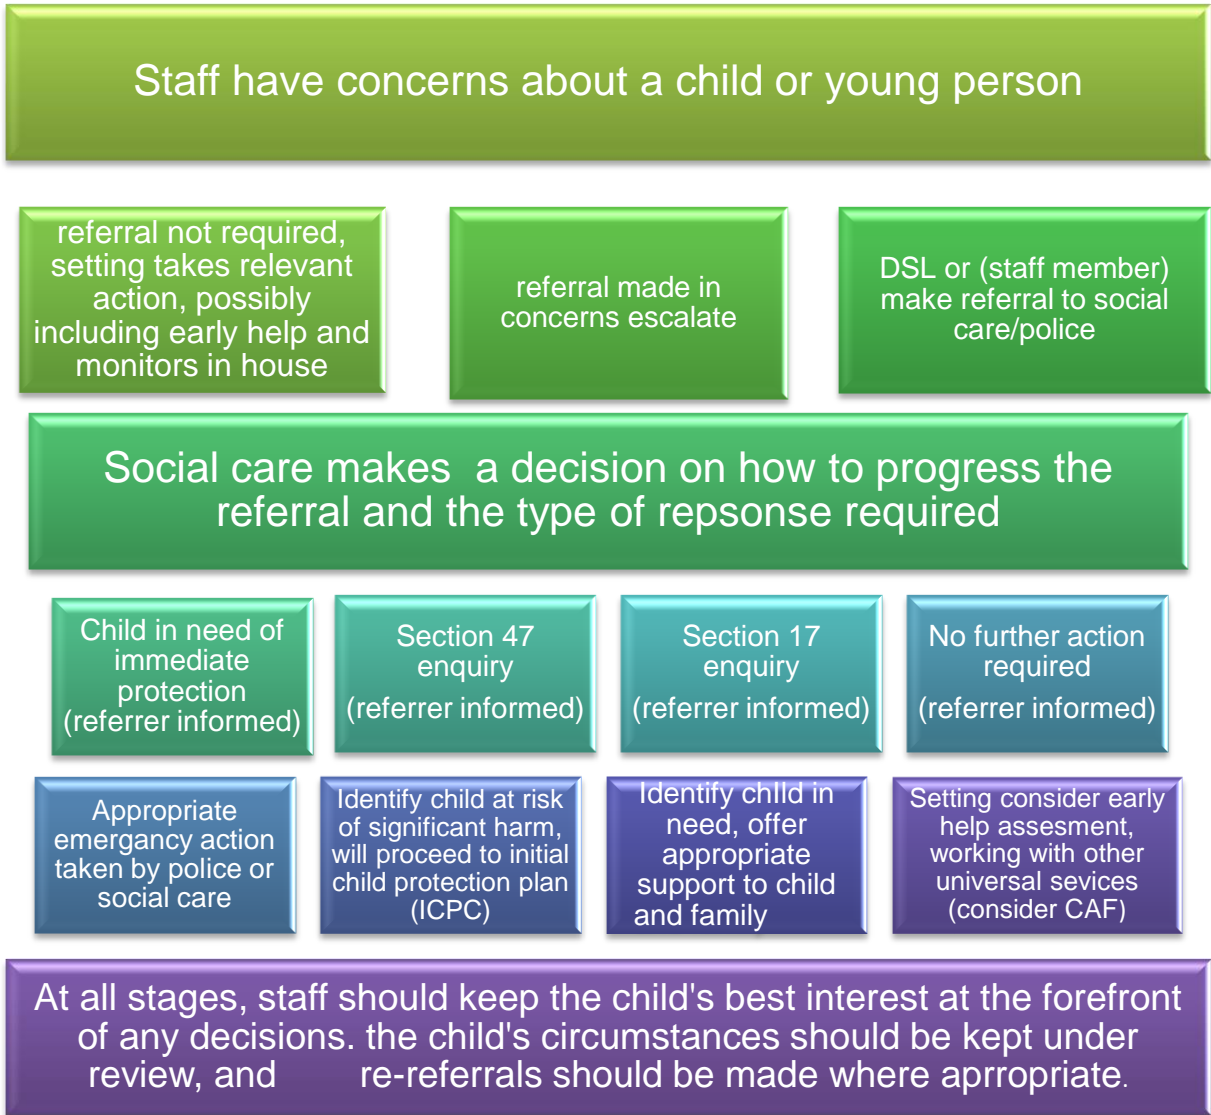 Staff have concerns about a child or young person
referral not required,
setting takes relevant
action, possibly
including early help and
monitors in house
referral made in
concerns escalate
DSL or (staff member)
make referral to social
care/police
Social care makes  a decision on how to progress the
referral and the type of repsonse required
Child in need of
immediate
protection
(referrer informed)
Section 47
enquiry
(referrer informed)
Section 17
enquiry
(referrer informed)
No further action
required
(referrer informed)
Appropriate
emergancy action
taken by police or
social care
Identify child at risk
of significant harm,
will proceed to initial
child protection plan
(ICPC)
Identify chIld in
need, offer
appropriate
support to child
and family
Setting consider early
help assesment,
working with other
universal sevices
(consider CAF)
At all stages, staff should keep the child's best interest at the forefront
of any decisions. the child's circumstances should be kept under
review, and        re-referrals should be made where aprropriate.